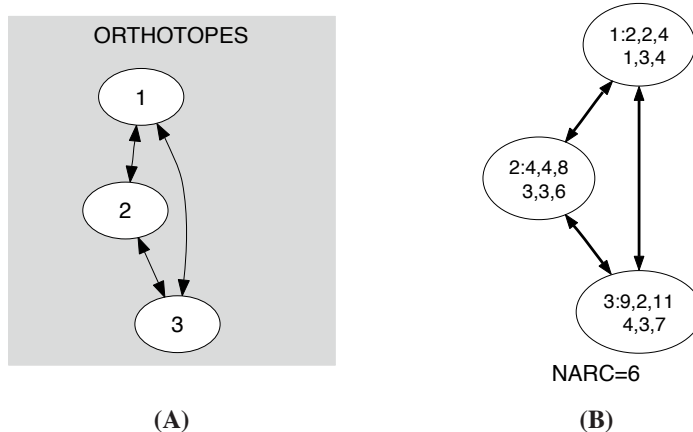 ORTHOTOPES
1
2
3
(A)
1:2,2,4
1,3,4
2:4,4,8
3,3,6
3:9,2,11
4,3,7
NARC=6
(B)